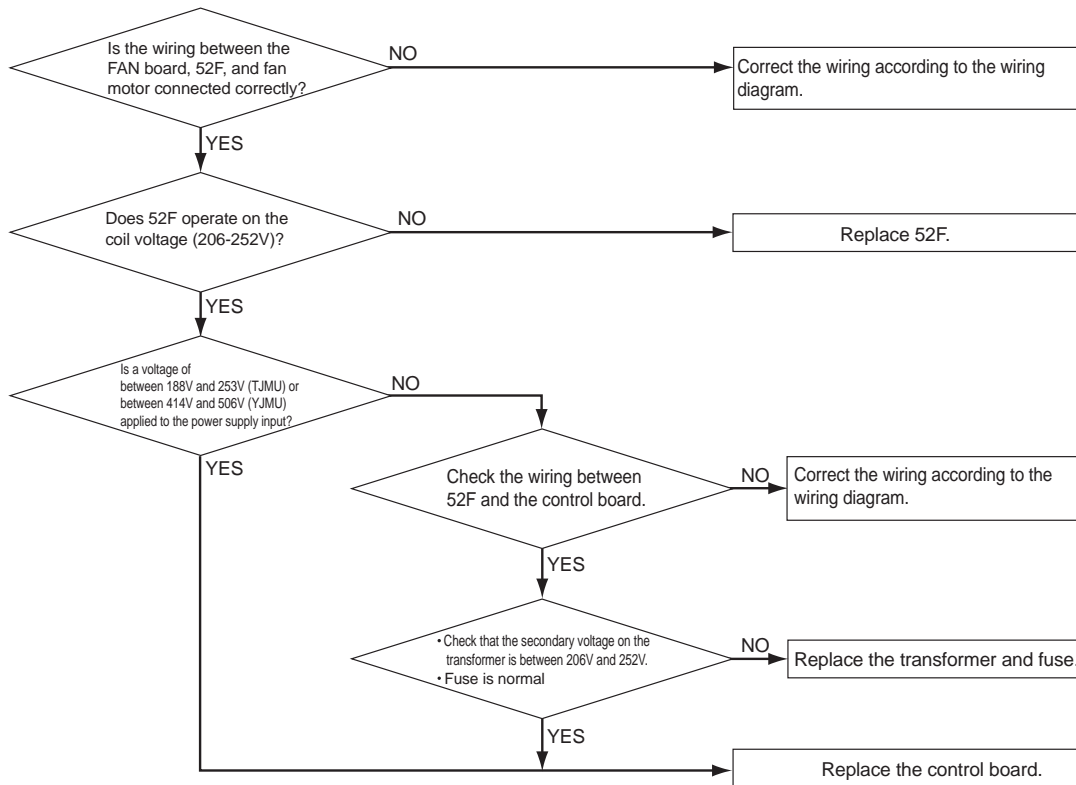 Is the wiring between the
FAN board, 52F, and fan
motor connected correctly?
NO
Correct the wiring according to the wiring
diagram.
YES
Does 52F operate on the
coil voltage (206-252V)?
NO
Replace 52F.
YES
Is a voltage of
between 188V and 253V (TJMU) or
between 414V and 506V (YJMU)
applied to the power supply input?
NO
YES
Check the wiring between
52F and the control board.
NO
Correct the wiring according to the
wiring diagram.
YES
• Check that the secondary voltage on the
transformer is between 206V and 252V.
• Fuse is normal
NO
Replace the transformer and fuse.
YES
Replace the control board.